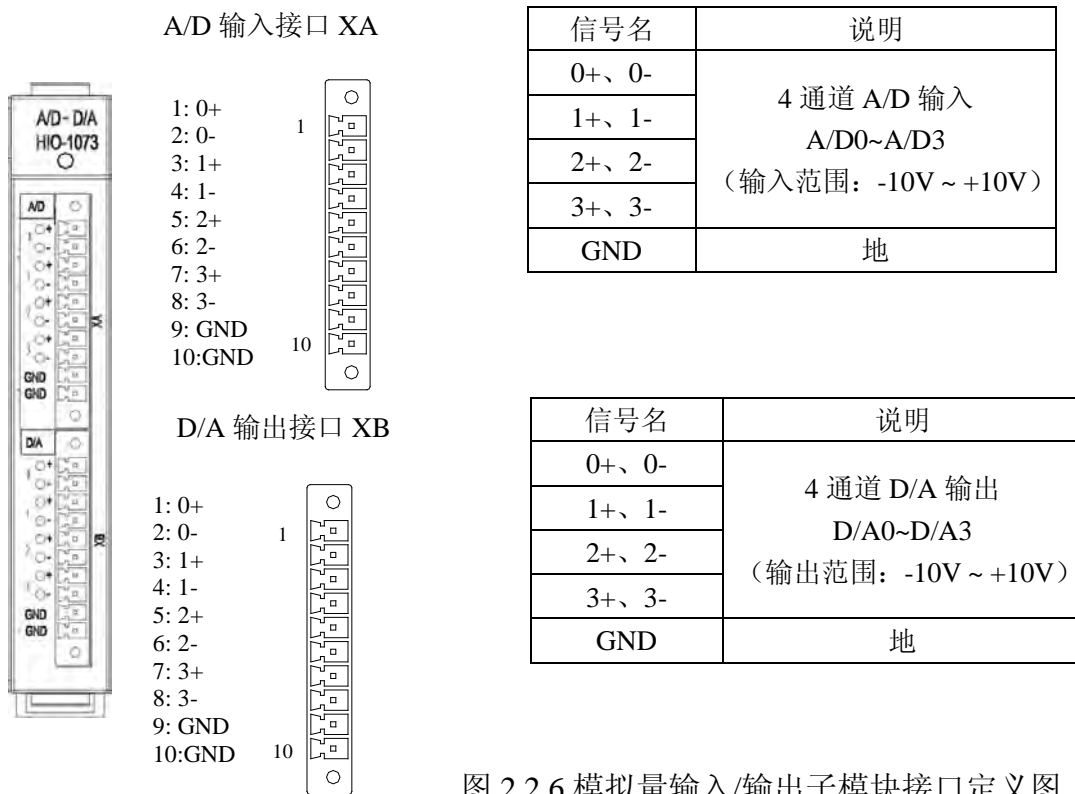 A/D 输入接口 XA
A/D- D/A
HIO-1073
A/D
+
-
+
-
+
-
+
-
GND
GND
XA
D/A
+
-
+
-
+
-
+
-
GND
GND
XB
1: 0+
2: 0-
3: 1+
4: 1-
5: 2+
6: 2-
7: 3+
8: 3-
9: GND
10:GND
1
10
信号名 说明
0+、0-
1+、1-
2+、2-
3+、3-
4 通道 A/D 输入
A/D0~A/D3
（输入范围：-10V ~ +10V）
GND 地
D/A 输出接口 XB
1: 0+
2: 0-
3: 1+
4: 1-
5: 2+
6: 2-
7: 3+
8: 3-
9: GND
10:GND
1
10
信号名 说明
0+、0-
1+、1-
2+、2-
3+、3-
4 通道 D/A 输出
D/A0~D/A3
（输出范围：-10V ~ +10V）
GND 地
图 2.2.6 模拟量输入/输出子模块接口定义图